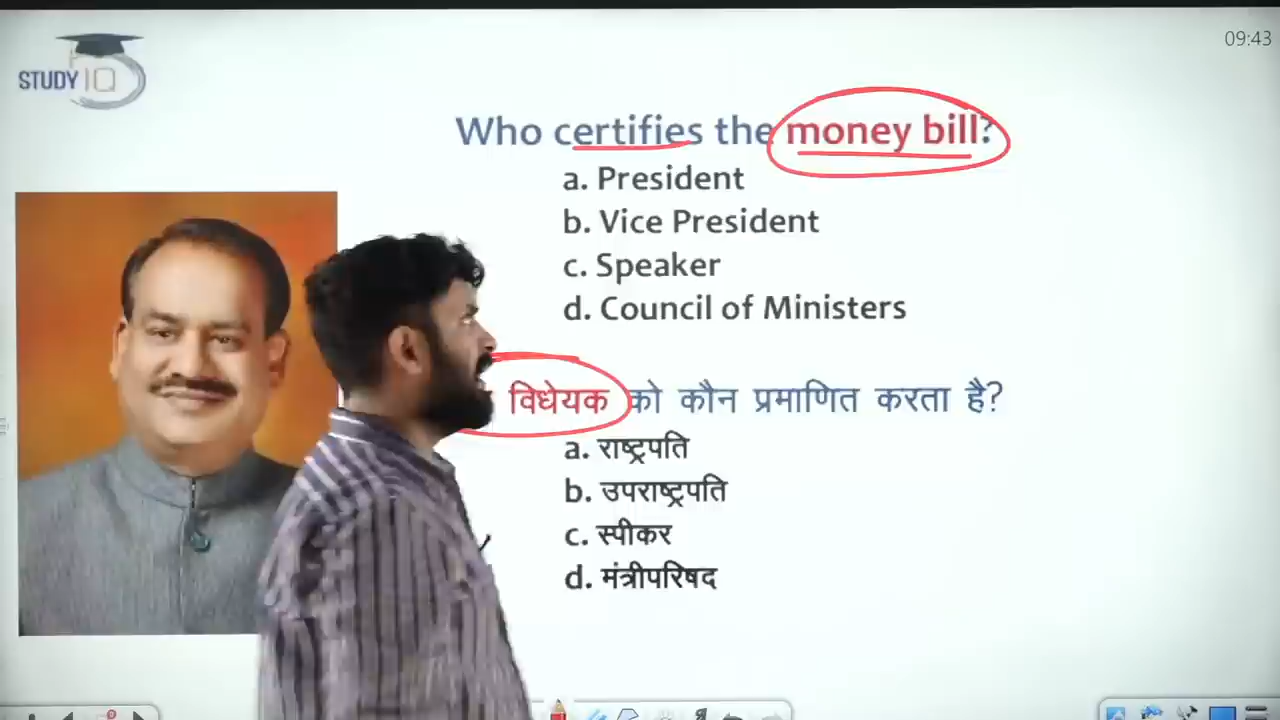 STUDY IQ
09:43
Who certifies the money bill?
a. President
b. Vice President
c. Speaker
d. Council of Ministers
विधेयक को कौन प्रमाणित करता है?
a. राष्ट्रपति
b. उपराष्ट्रपति
c. स्पीकर
d. मंत्रीपरिषद